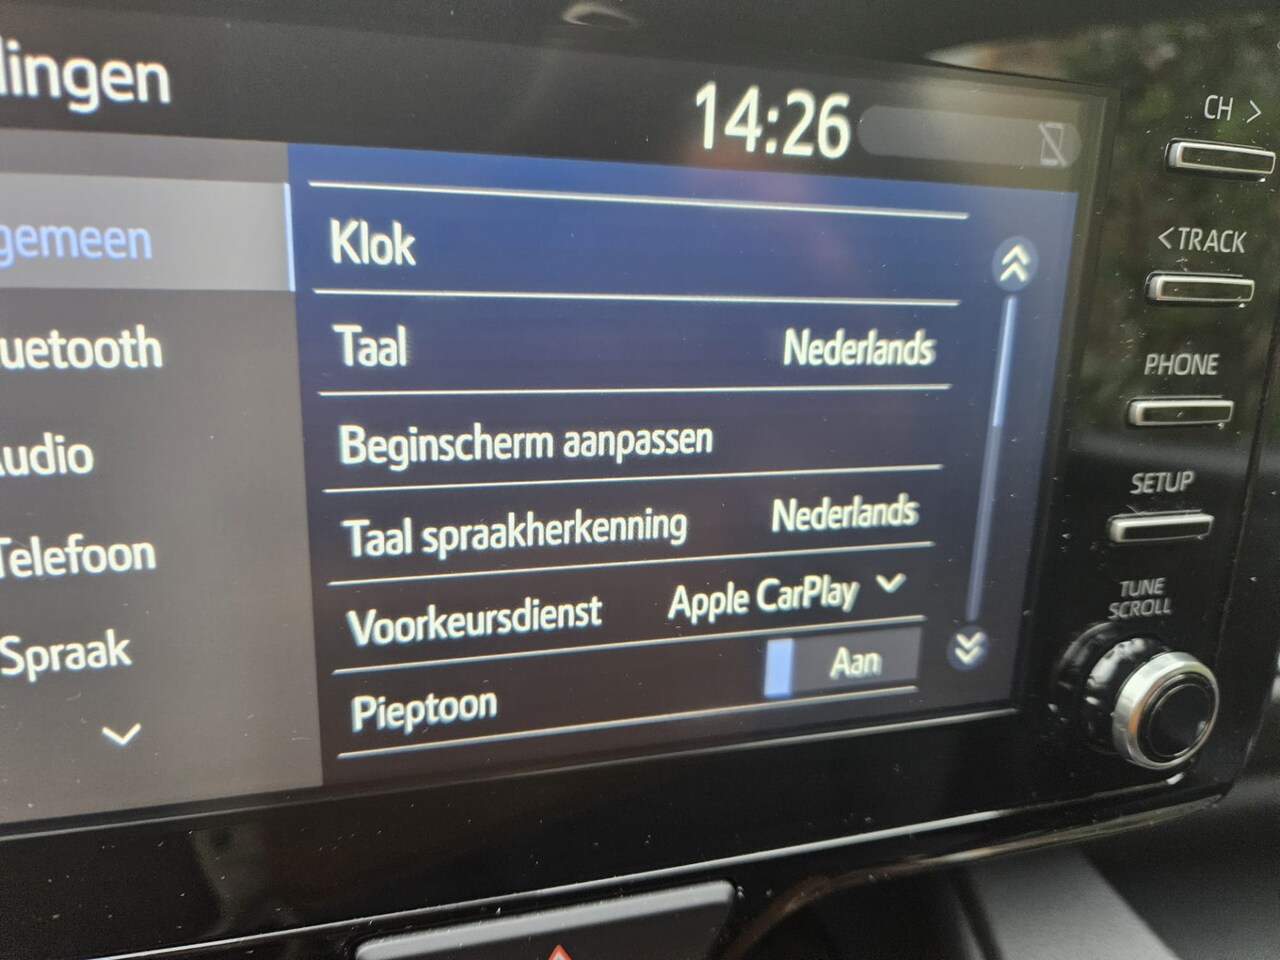 lingen
14:26
gemeen
uetooth
udio
Telefoon
Spraak
Klok
Taal Nederlands
Beginscherm aanpassen
Taal spraakherkenning Nederlands
Voorkeursdienst Apple CarPlay
Pieptoon Aan
CH >
< TRACK
PHONE
SETUP
TUNE
SCROLL